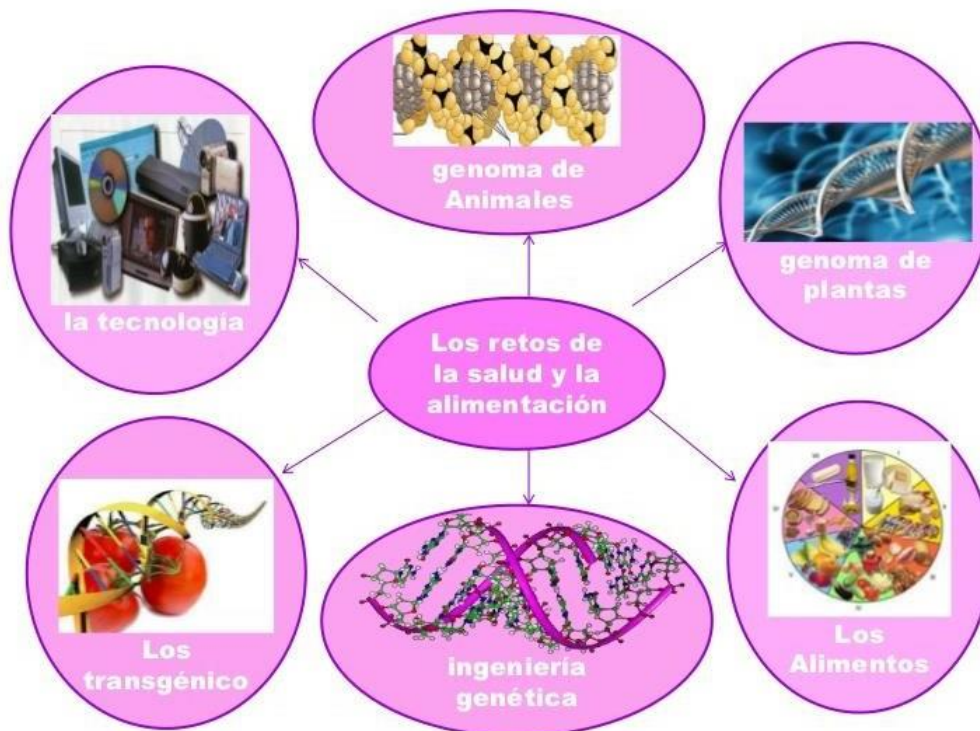 genoma de
Animales
la tecnología
genoma de
plantas
Los retos de
la salud y la
alimentación
Los
transgénico
ingeniería
genética
Los
Alimentos